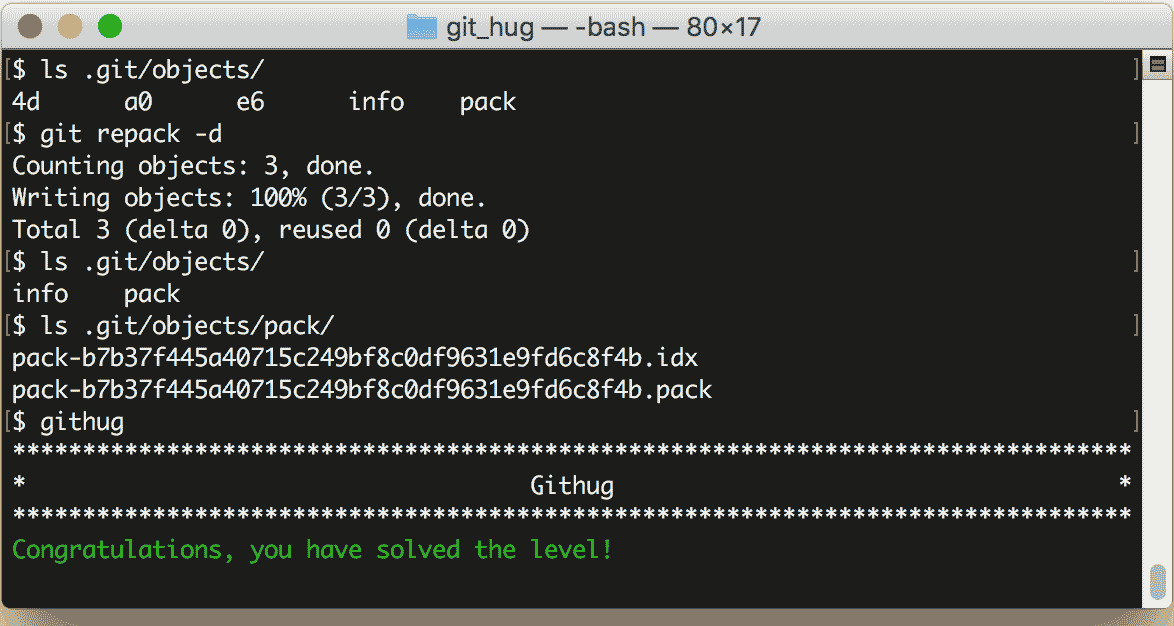 git_hug — -bash — 80×17
[$ ls .git/objects/ ]
4d      a0      e6      info    pack
[$ git repack -d ]
Counting objects: 3, done.
Writing objects: 100% (3/3), done.
Total 3 (delta 0), reused 0 (delta 0)
[$ ls .git/objects/ ]
info    pack
[$ ls .git/objects/pack/ ]
pack-b7b37f445a40715c249bf8c0df9631e9fd6c8f4b.idx
pack-b7b37f445a40715c249bf8c0df9631e9fd6c8f4b.pack
[$ githug ]
********************************************************************************
*                                    Githug                                    *
********************************************************************************
Congratulations, you have solved the level!